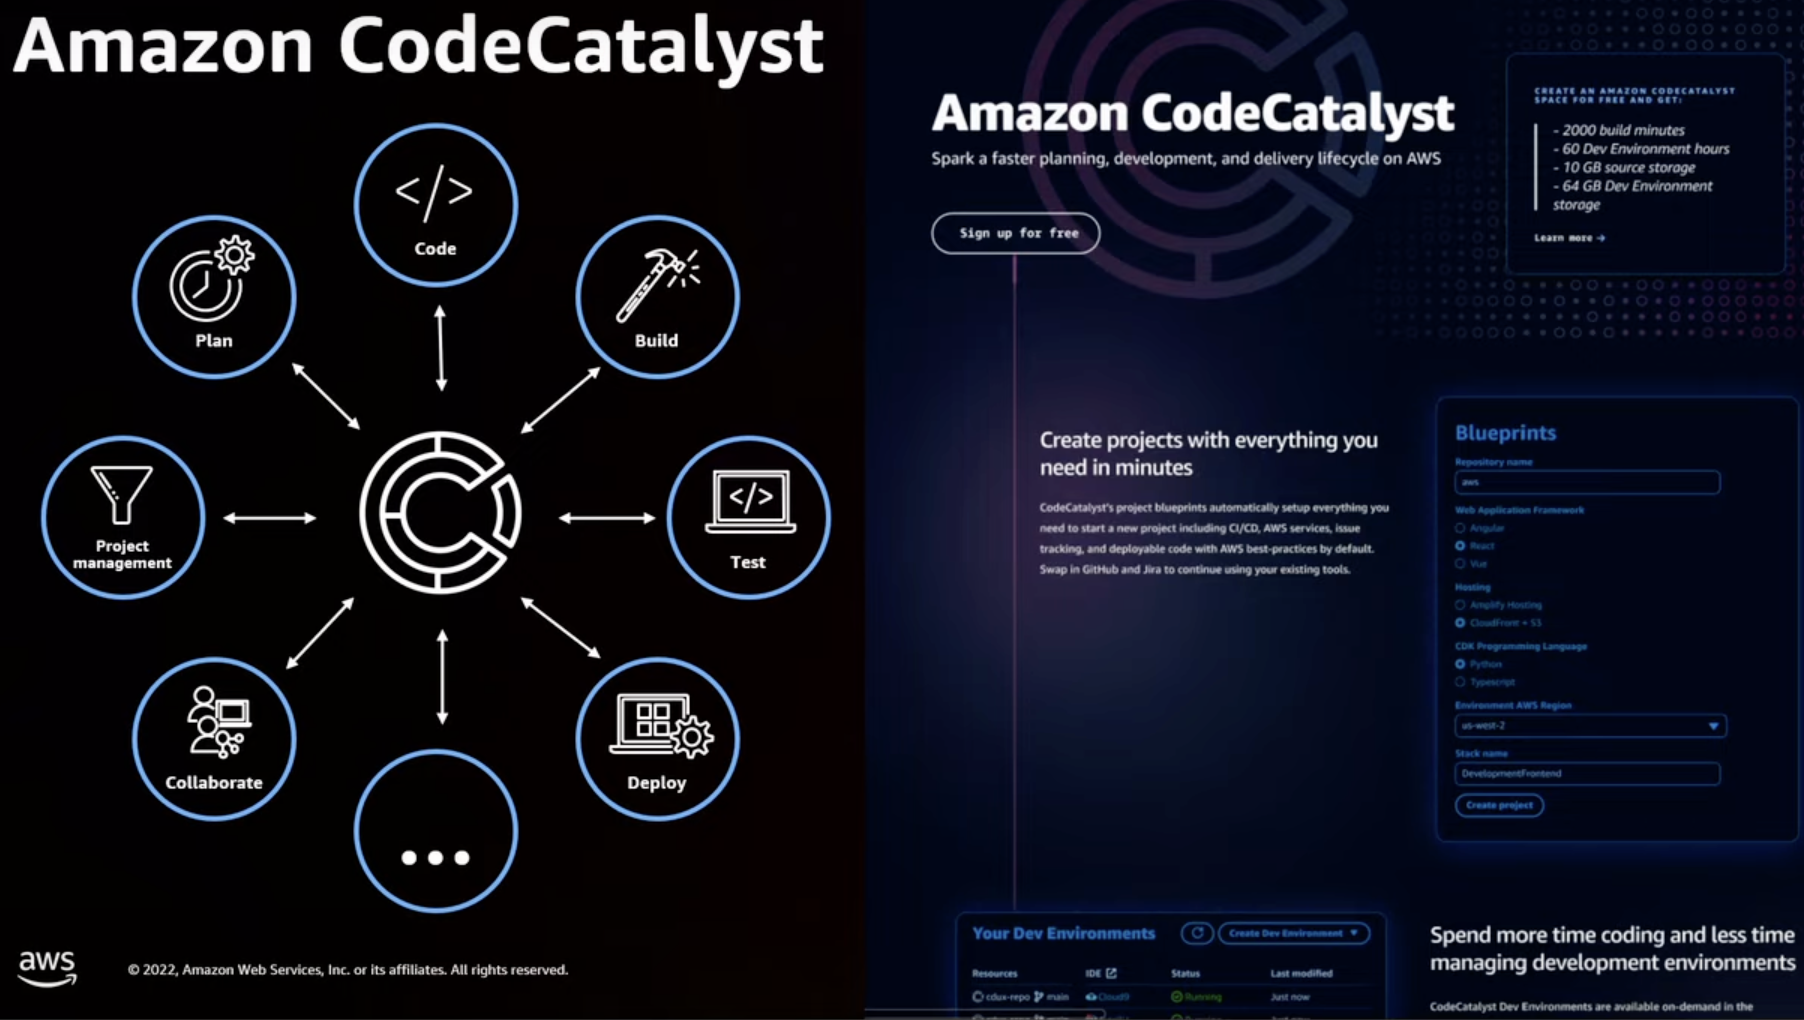 Amazon CodeCatalyst
</>
Code
Plan
Build
Project
management
</>
Test
Collaborate
Deploy
...
aws
© 2022, Amazon Web Services, Inc. or its affiliates. All rights reserved.
Amazon CodeCatalyst
Spark a faster planning, development, and delivery lifecycle on AWS
Sign up for free
CREATE AN AMAZON CODECATALYST
SPACE FOR FREE AND GET:
- 2000 build minutes
- 60 Dev Environment hours
- 10 GB source storage
- 64 GB Dev Environment
storage
Learn more →
Create projects with everything you
need in minutes
CodeCatalyst's project blueprints automatically setup everything you
need to start a new project including CI/CD, AWS services, issue
tracking, and deployable code with AWS best-practices by default.
Swap in GitHub and Jira to continue using your existing tools.
Blueprints
Repository name
aws
Web Application Framework
Angular
React
Vue
Hosting
Amplify Hosting
CloudFront + S3
CDK Programming Language
Python
Typescript
Environment AWS Region
us-west-2
Stack name
DevelopmentFrontend
Create project
Your Dev Environments
Create Dev Environment
Resources IDE Status Last modified
cdux-repo main Cloud9 Running Just now
Spend more time coding and less time
managing development environments
CodeCatalyst Dev Environments are available on-demand in the